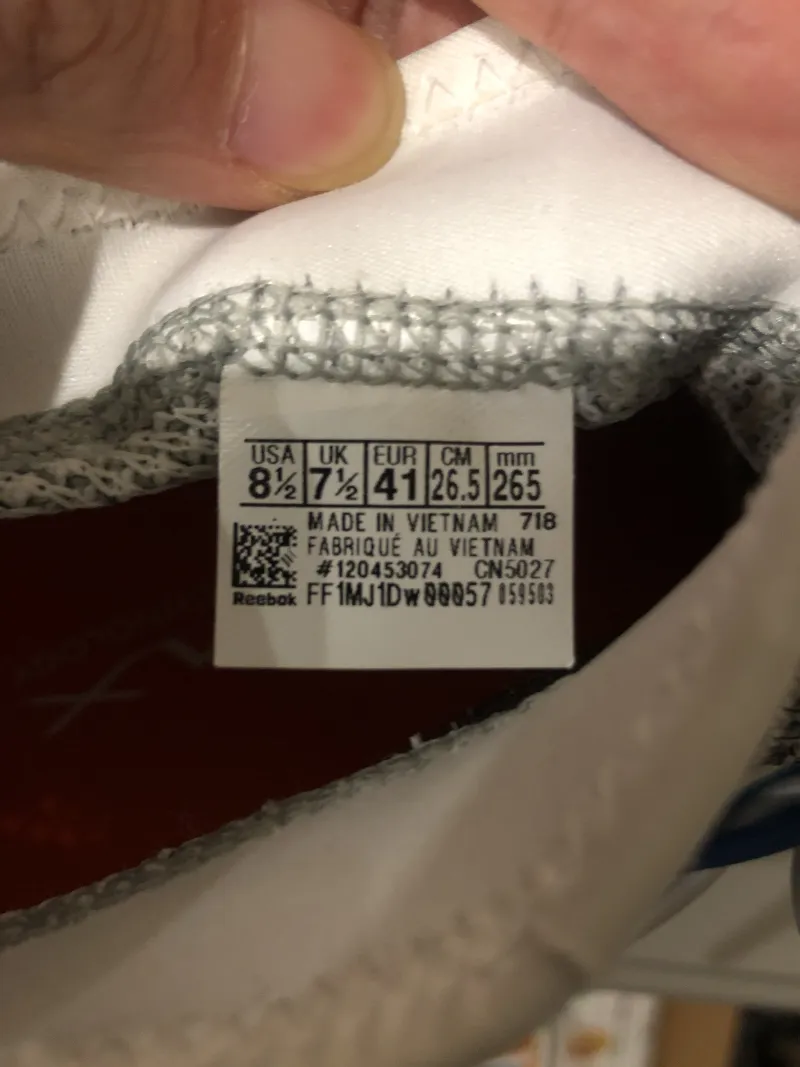 USA UK EUR CM mm
8½ 7½ 41 26.5 265
MADE IN VIETNAM 718
FABRIQUÉ AU VIETNAM
#120453074 CN5027
Reebok FF1MJ1Dw00057 059503